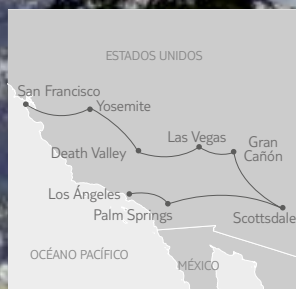 ESTADOS UNIDOS
San Francisco
Yosemite
Las Vegas
Gran
Cañón
Death Valley
Los Ángeles
Palm Springs
Scottsdale
OCÉANO PACÍFICO
MÉXICO